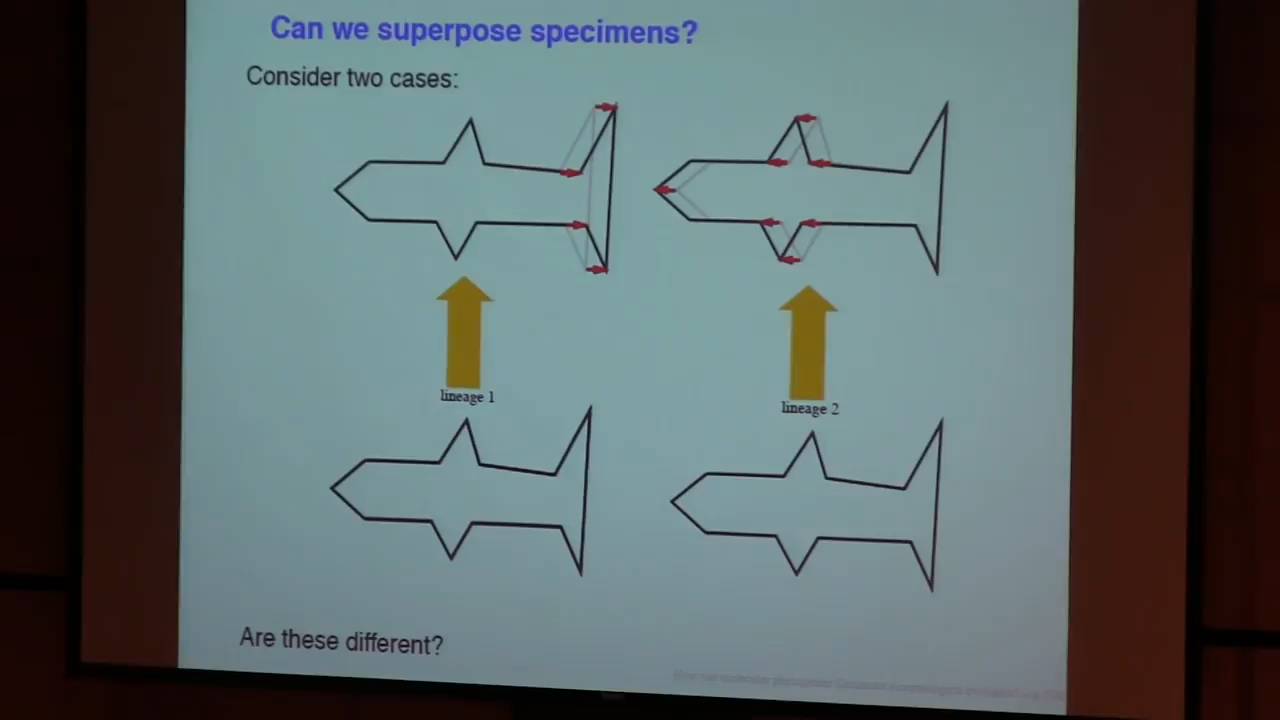 Can we superpose specimens?
Consider two cases:
lineage 1
lineage 2
Are these different?